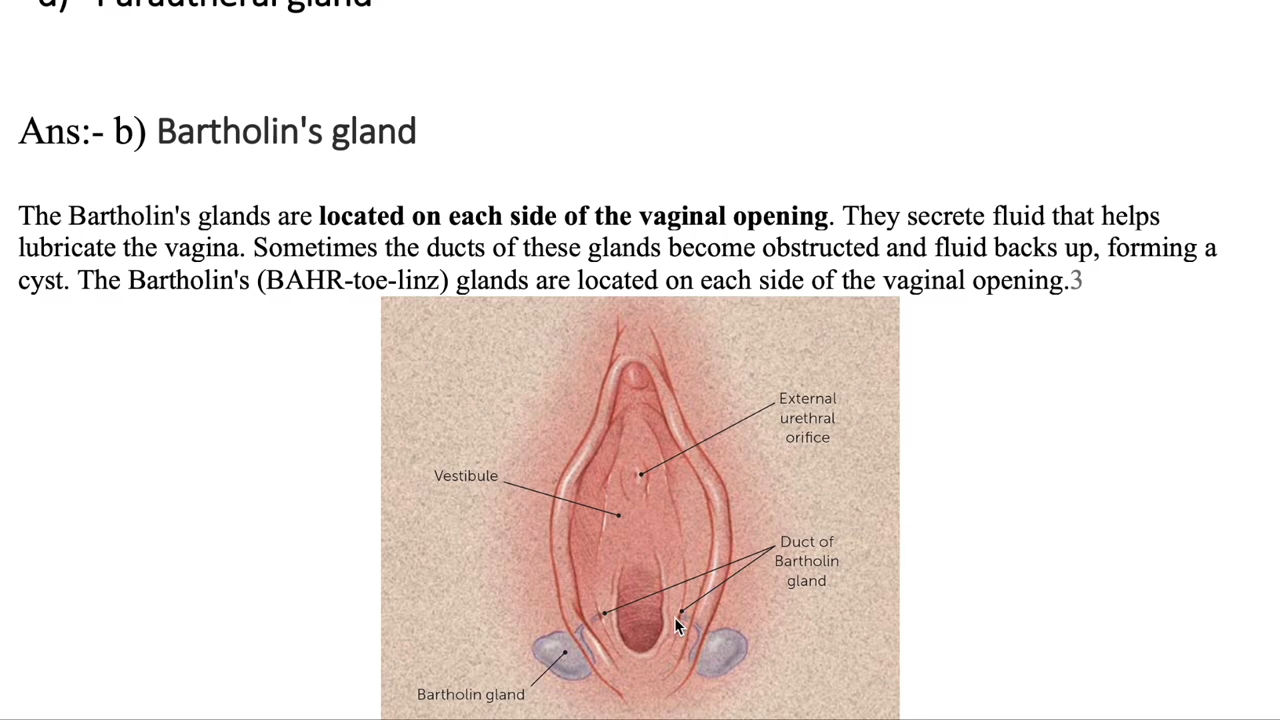 d) Paraurtheral gland
Ans:- b) Bartholin's gland
The Bartholin's glands are located on each side of the vaginal opening. They secrete fluid that helps
lubricate the vagina. Sometimes the ducts of these glands become obstructed and fluid backs up, forming a
cyst. The Bartholin's (BAHR-toe-linz) glands are located on each side of the vaginal opening.3
External
urethral
orifice
Vestibule
Duct of
Bartholin
gland
Bartholin gland